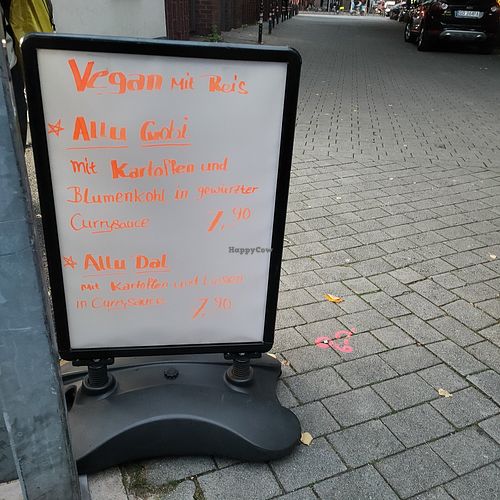 Vegan mit Reis
Allu Gobi
mit Kartoffen und
Blumenkohl in gewürzter
Currysauce 7,90
Allu Dal
mit Kartoffen und Linsen
in Currysauce 7,90
HappyCow